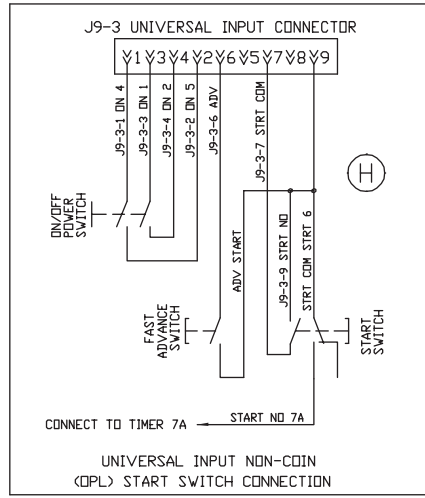 J9-3 UNIVERSAL INPUT CONNECTOR
1 3 4 2 6 5 7 8 9
J9-3-1 ON 4
J9-3-3 ON 1
J9-3-4 ON 2
J9-3-2 ON 5
J9-3-6 ADV
J9-3-7 STRT COM
H
ON/OFF
POWER
SWITCH
ADV START
J9-3-9 STRT NO
STRT COM STRT 6
FAST
ADVANCE
SWITCH
START
SWITCH
CONNECT TO TIMER 7A
START NO 7A
UNIVERSAL INPUT NON-COIN
(OPL) START SWITCH CONNECTION